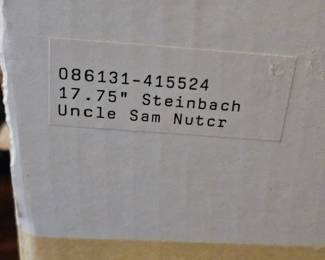 086131-415524
17.75" Steinbach
Uncle Sam Nutcr